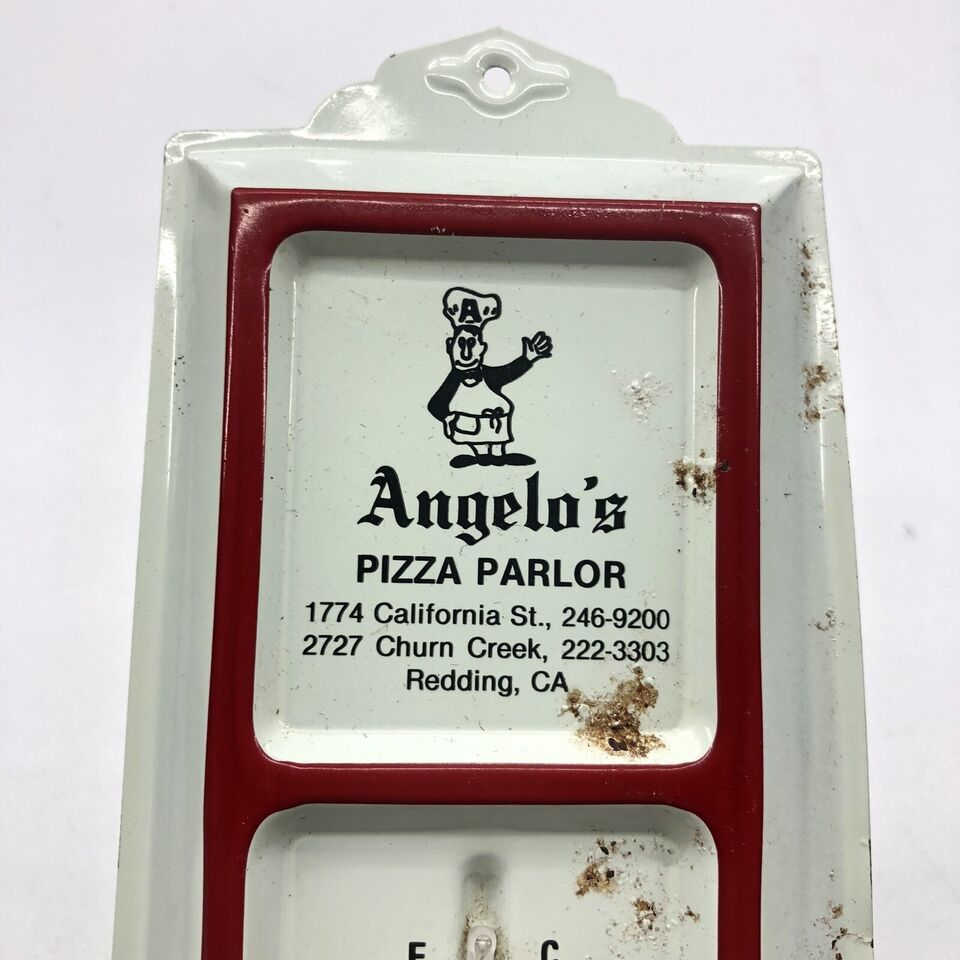 A
Angelo's
PIZZA PARLOR
1774 California St., 246-9200
2727 Churn Creek, 222-3303
Redding, CA
F C